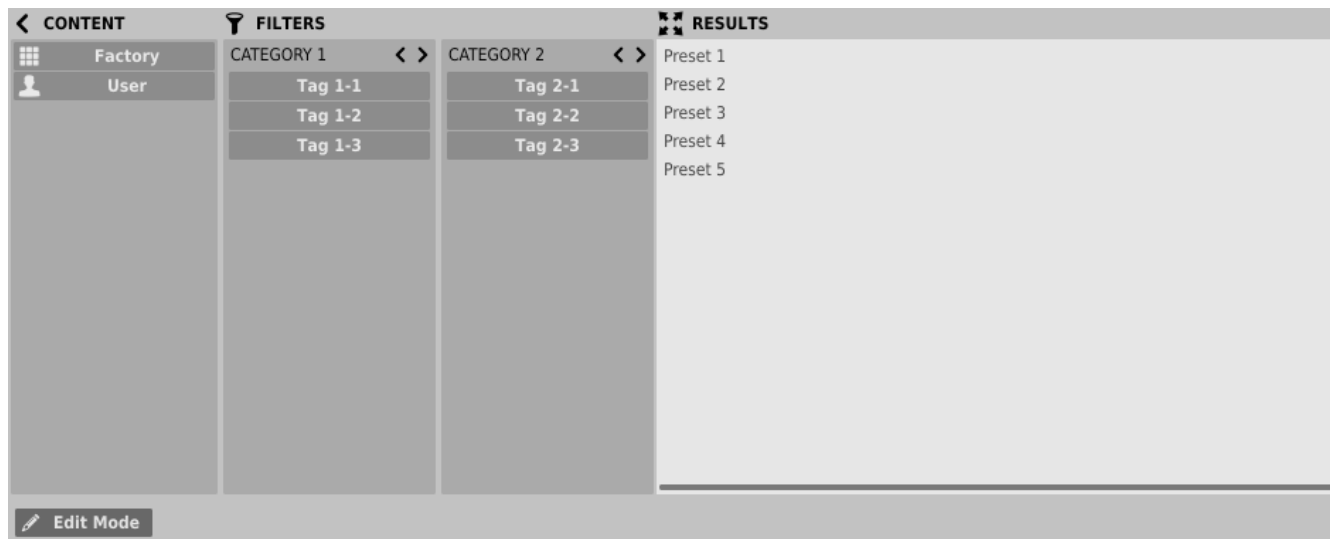 CONTENT
Factory
User
FILTERS
CATEGORY 1
Tag 1-1
Tag 1-2
Tag 1-3
CATEGORY 2
Tag 2-1
Tag 2-2
Tag 2-3
RESULTS
Preset 1
Preset 2
Preset 3
Preset 4
Preset 5
Edit Mode